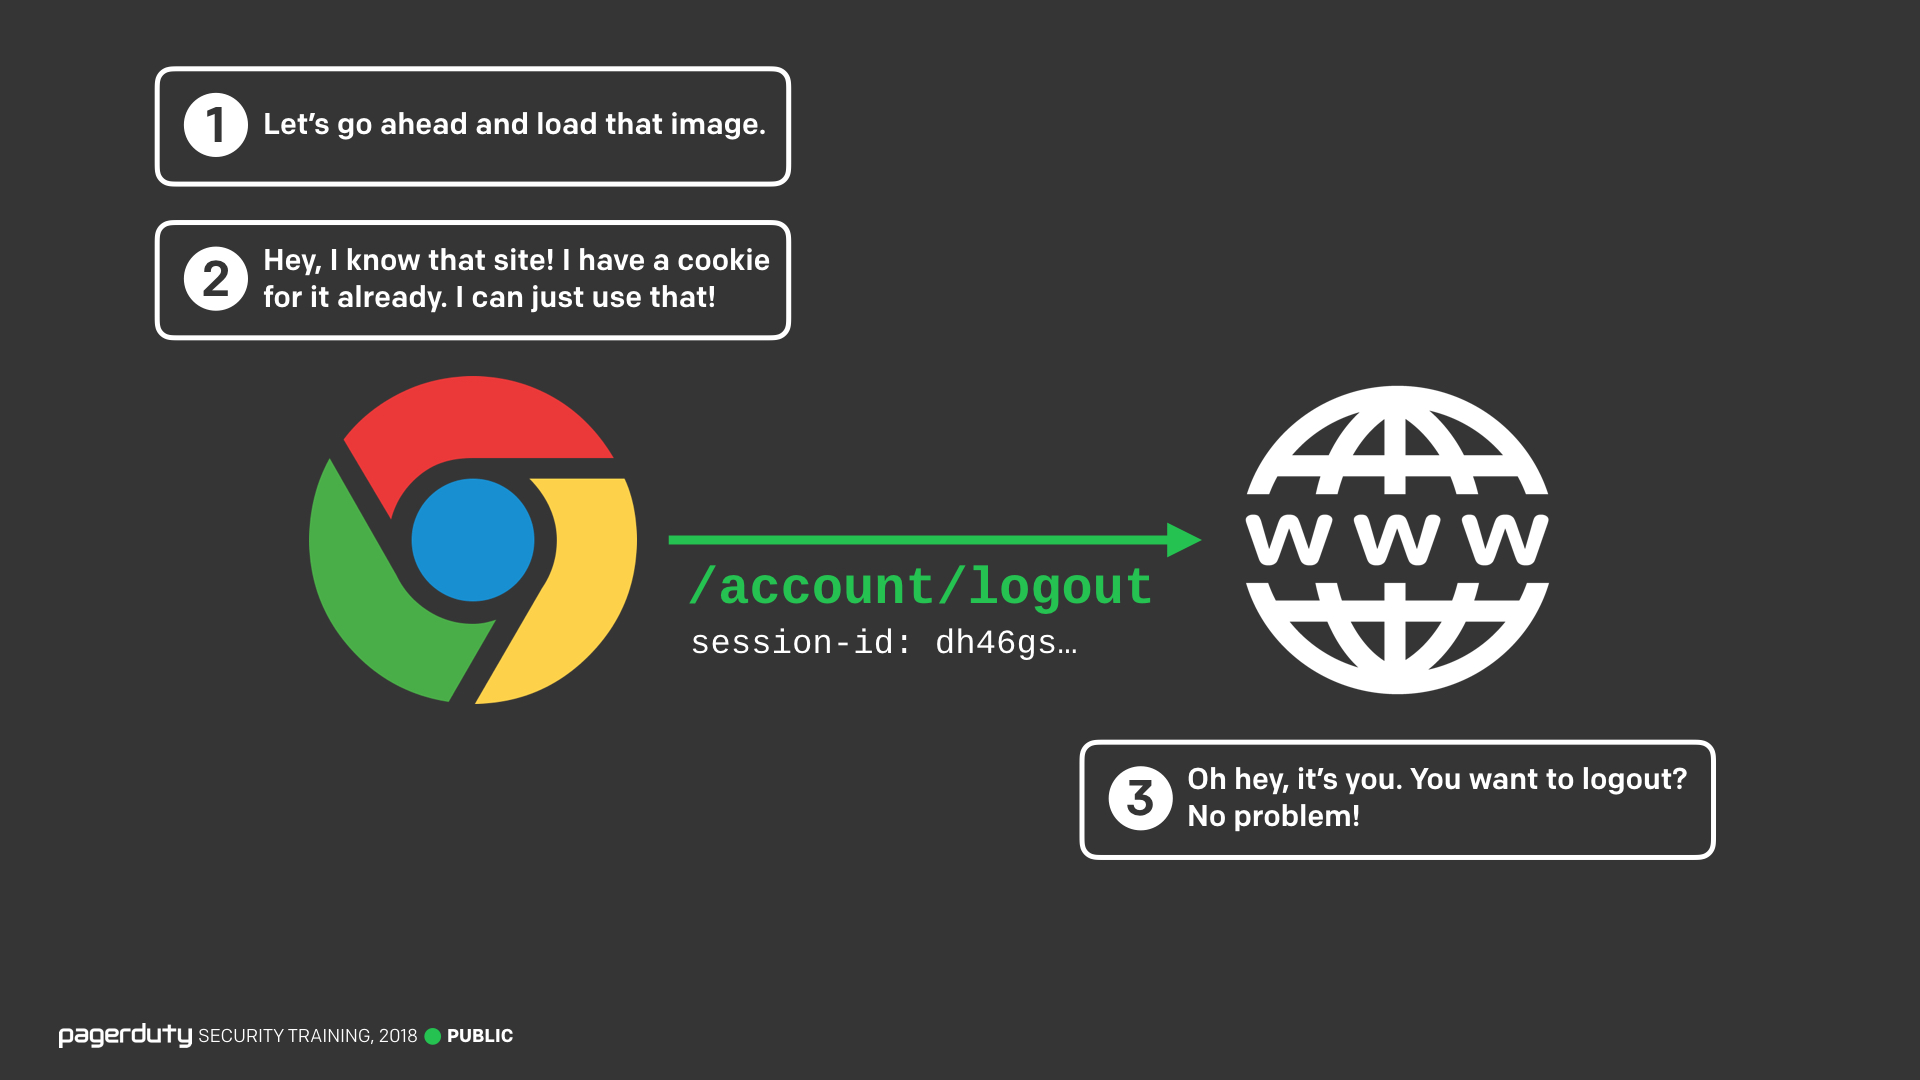 1 Let’s go ahead and load that image.
2 Hey, I know that site! I have a cookie
for it already. I can just use that!
www
/account/logout
session-id: dh46gs…
3 Oh hey, it’s you. You want to logout?
No problem!
pagerduty SECURITY TRAINING, 2018 PUBLIC